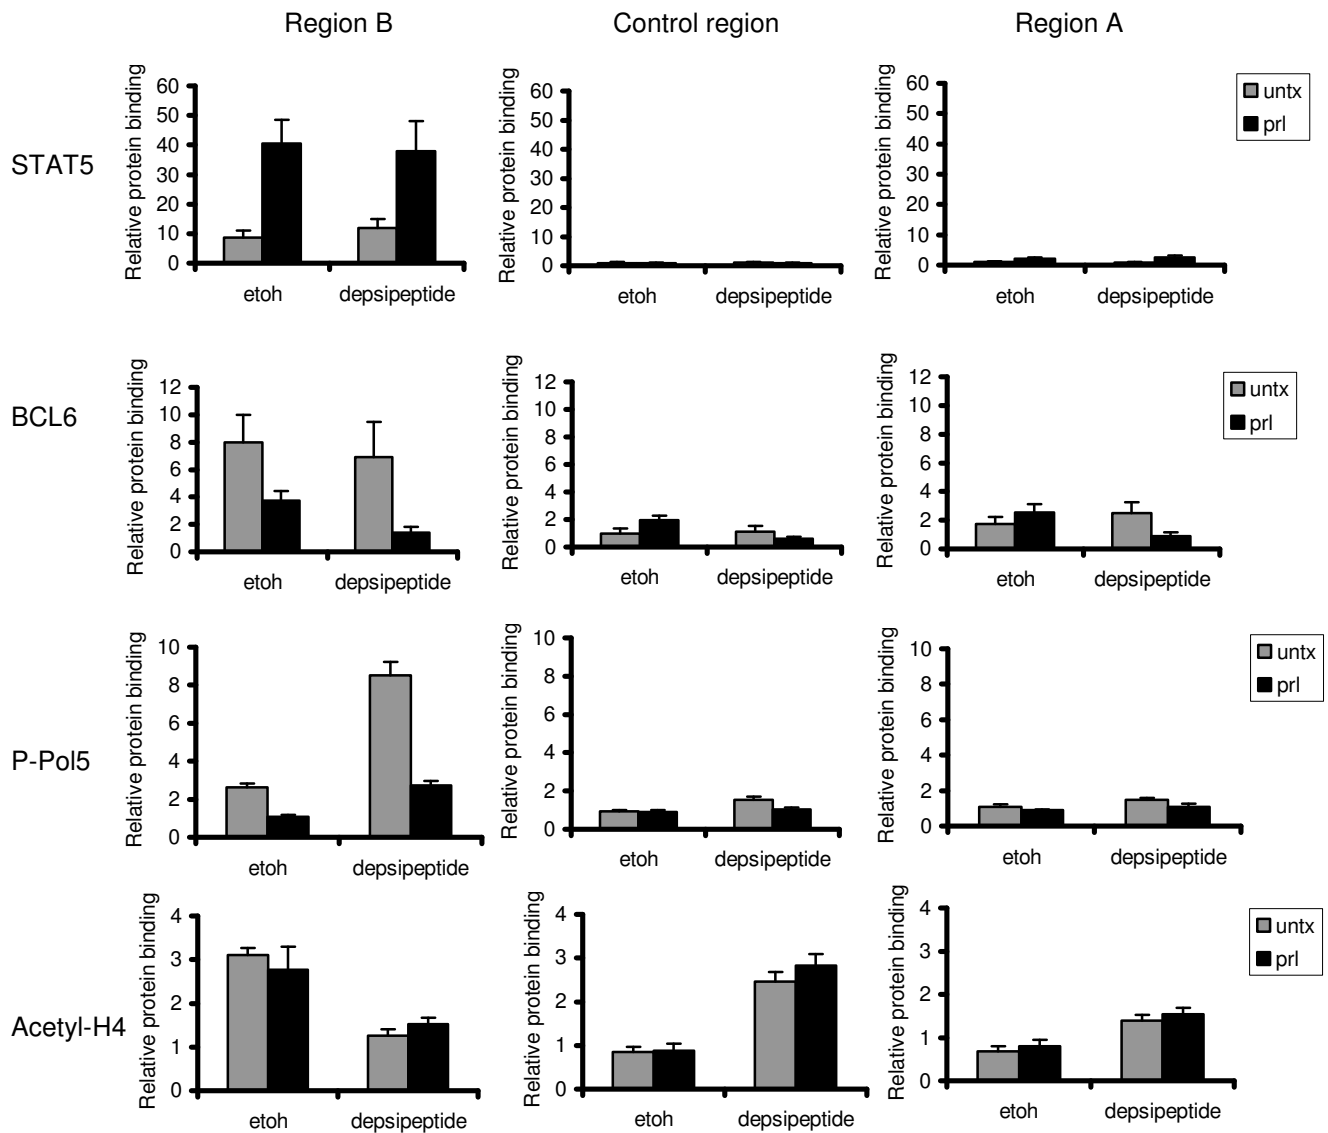 Region B
Control region
Region A
STAT5
Relative protein binding
60
50
40
30
20
10
0
etoh
depsipeptide
Relative protein binding
60
50
40
30
20
10
0
etoh
depsipeptide
Relative protein binding
60
50
40
30
20
10
0
etoh
depsipeptide
untx
prl
BCL6
Relative protein binding
12
10
8
6
4
2
0
etoh
depsipeptide
Relative protein binding
12
10
8
6
4
2
0
etoh
depsipeptide
Relative protein binding
12
10
8
6
4
2
0
etoh
depsipeptide
untx
prl
P-Pol5
Relative protein binding
10
8
6
4
2
0
etoh
depsipeptide
Relative protein binding
10
8
6
4
2
0
etoh
depsipeptide
Relative protein binding
10
8
6
4
2
0
etoh
depsipeptide
untx
prl
Acetyl-H4
Relative protein binding
4
3
2
1
0
etoh
depsipeptide
Relative protein binding
4
3
2
1
0
etoh
depsipeptide
Relative protein binding
4
3
2
1
0
etoh
depsipeptide
untx
prl